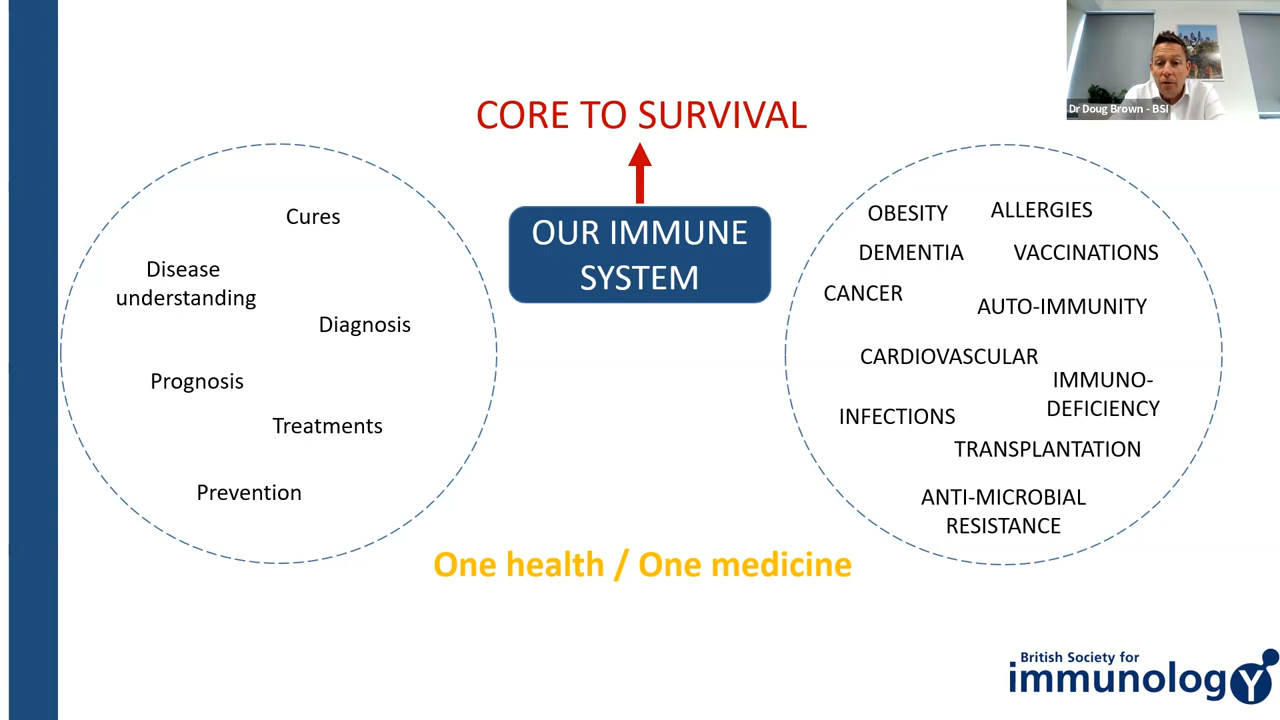 CORE TO SURVIVAL
Dr Doug Brown - BSI
OUR IMMUNE
SYSTEM
Cures
Disease
understanding
Diagnosis
Prognosis
Treatments
Prevention
OBESITY
ALLERGIES
DEMENTIA
VACCINATIONS
CANCER
AUTO-IMMUNITY
CARDIOVASCULAR
IMMUNO-
DEFICIENCY
INFECTIONS
TRANSPLANTATION
ANTI-MICROBIAL
RESISTANCE
One health / One medicine
British Society for
immunology